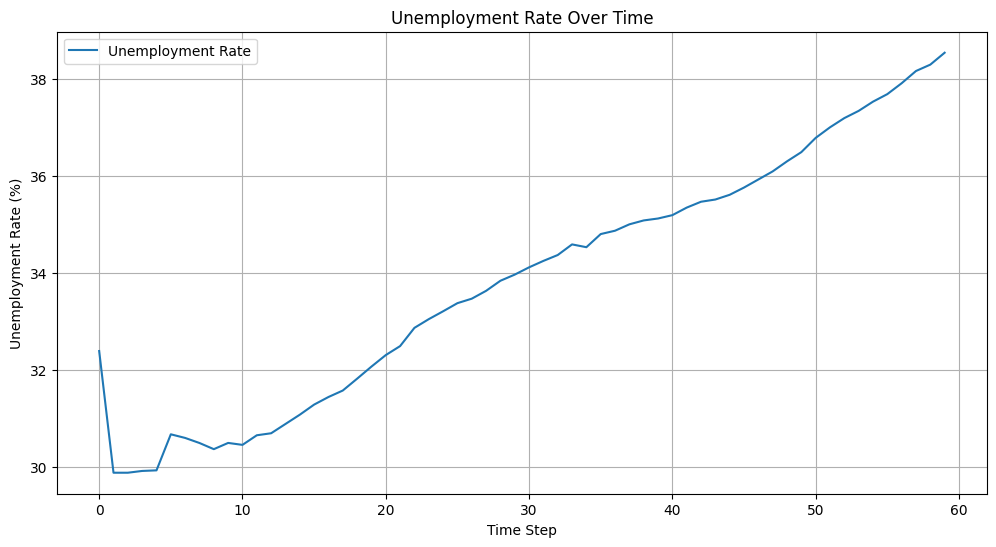 Unemployment Rate Over Time
Unemployment Rate
Unemployment Rate (%)
38
36
34
32
30
0 10 20 30 40 50 60
Time Step